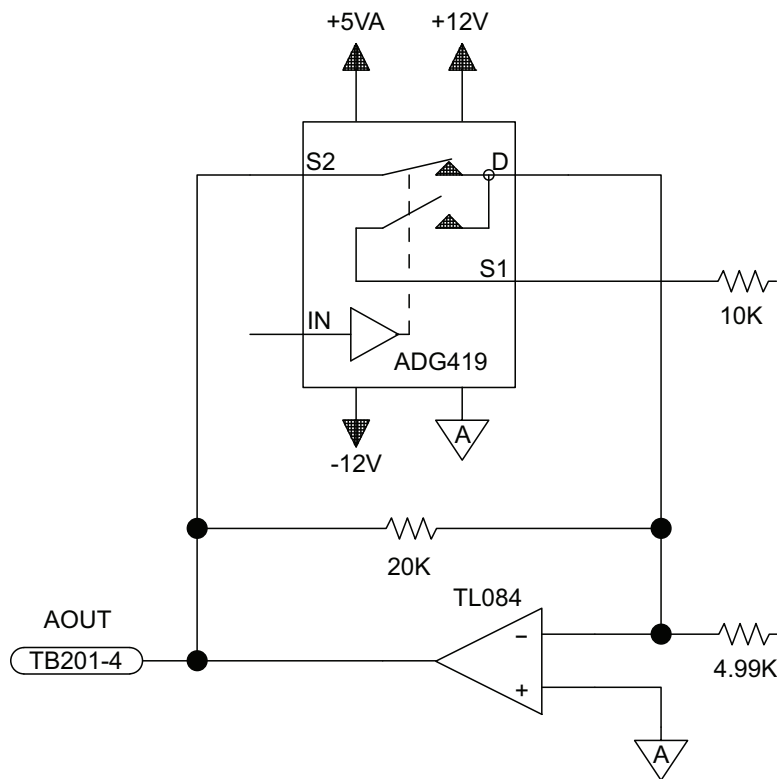 +5VA
+12V
S2
D
S1
10K
IN
ADG419
A
-12V
20K
TL084
AOUT
TB201-4
-
+
4.99K
A